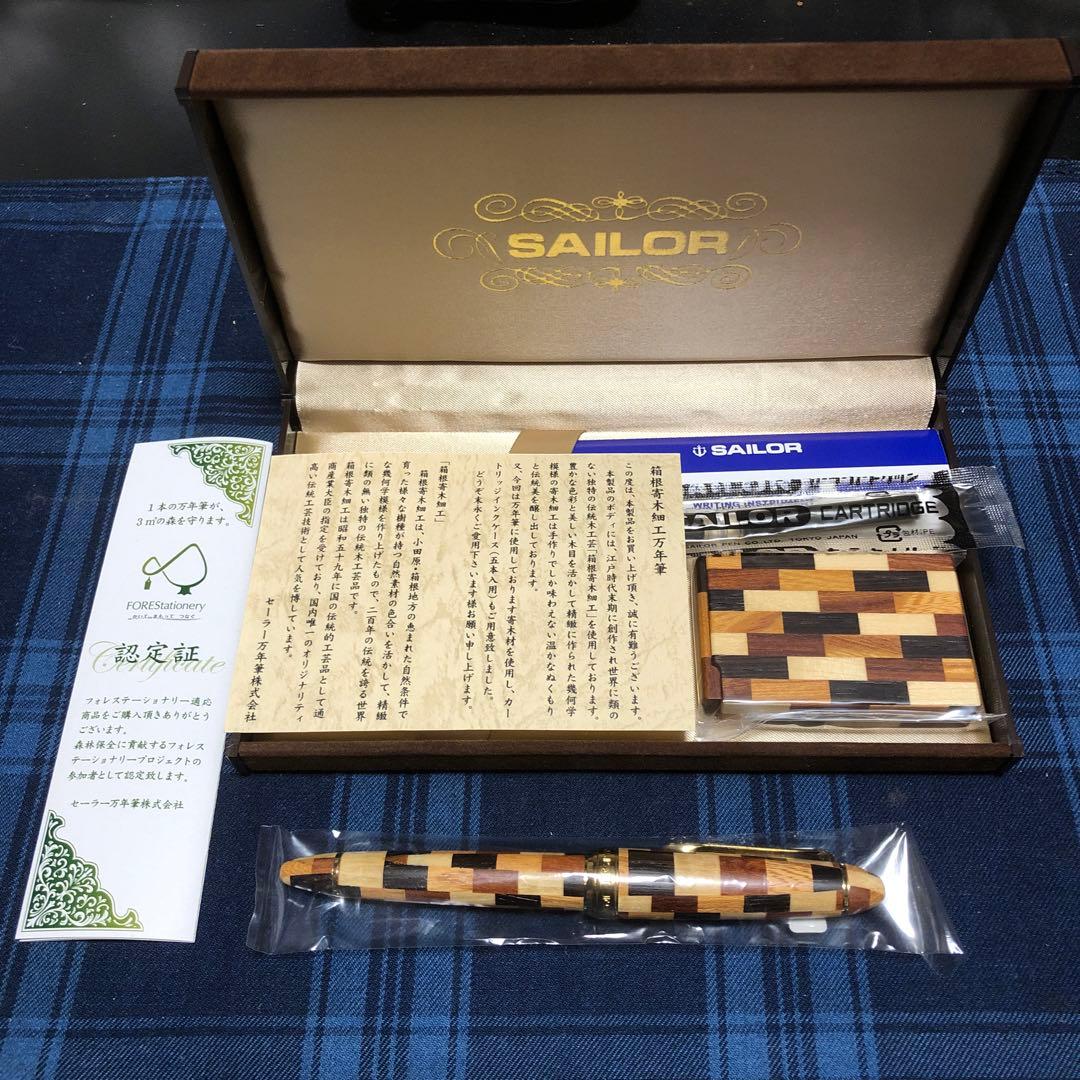 SAILOR
SAILOR
WRITING INSTRUMENTS
SAILOR CARTRIDGE
SAILOR PEN CO., LTD. TOKYO JAPAN
プラ
包材:PE
箱根寄木細工万年筆
この度は、本製品をお買い上げ頂き、誠に有難うございます。
本製品のボディには、江戸時代末期に創作され世界に類の
ない独特の伝統木工芸「箱根寄木細工」を使用しております。
豊かな色彩と美しい木目を活かして精緻に作られた幾何学
模様の寄木細工は手作りでしか味わえない温かなぬくもり
と伝統美を醸し出しております。
又、今回は万年筆に使用しております寄木材を使用し、カー
トリッジインクケース(五本入用)もご用意致しました。
どうぞ末永くご愛用下さいます様お願い申し上げます。
「箱根寄木細工」
箱根寄木細工は、小田原・箱根地方の恵まれた自然条件で
育った様々な樹種が持つ自然素材の色合いを活かして、精緻
な幾何学模様を作り上げたもので、二百年の伝統を誇る世界
に類の無い独特の伝統木工芸品です。
箱根寄木細工は昭和五十九年に国の伝統的工芸品として通
商産業大臣の指定を受けており、国内唯一のオリジナリティ
高い伝統工芸技術として人気を博しています。
セーラー万年筆株式会社
1本の万年筆が、
3㎡の森を守ります。
FOREStationery
かいて まもって つなぐ
Certificate
認定証
フォレステーショナリー適応
商品をご購入頂きありがとう
ございます。
森林保全に貢献するフォレス
テーショナリープロジェクトの
参加者として認定致します。
セーラー万年筆株式会社